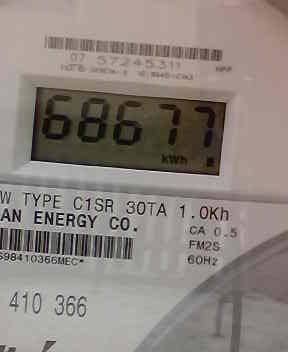 07 57245311
68677
kWh
W TYPE C1SR 30TA 1.0Kh
AN ENERGY CO.
CA 0.5
FM2S
698410366MEC*
60Hz
410 366